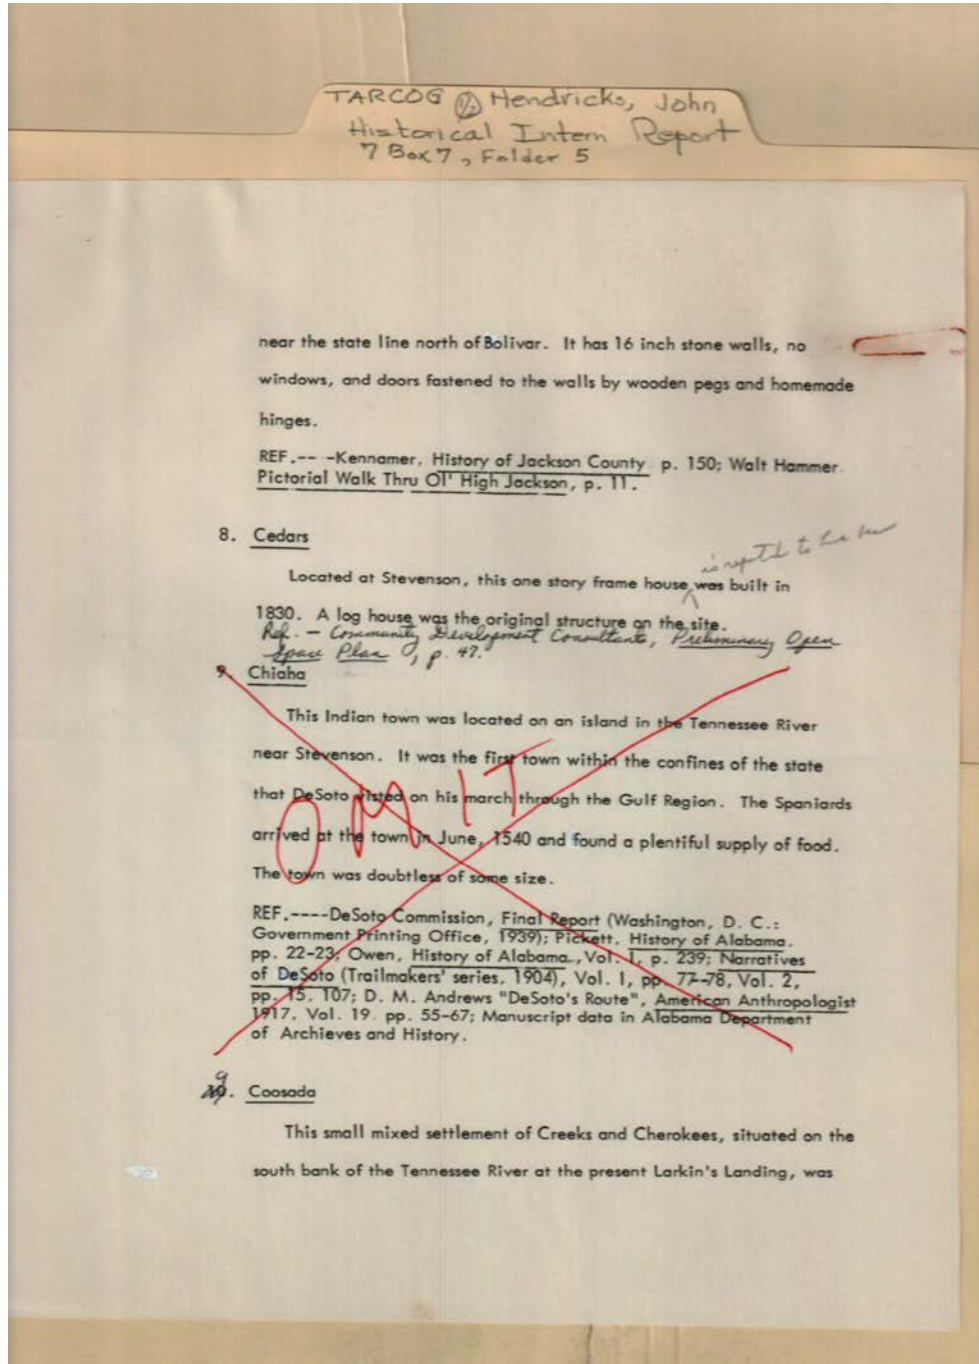 TARCOG Hendricks, John
Historical Intern Report
7 Box 7, Folder 5
near the state line north of Bolivar. It has 16 inch stone walls, no
windows, and doors fastened to the walls by wooden pegs and homemade
hinges.
REF.-- -Kennamer, History of Jackson County p. 150; Walt Hammer.
Pictorial Walk Thru Ol' High Jackson, p. 11.
8. Cedars
is reputed to have been
Located at Stevenson, this one story frame house was built in
1830. A log house was the original structure on the site.
Ref. - Community Development Consultants, Preliminary Open
Space Plan, p. 47.
9. Chiaha
This Indian town was located on an island in the Tennessee River
near Stevenson. It was the first town within the confines of the state
that DeSoto visted on his march through the Gulf Region. The Spaniards
OMIT
arrived at the town in June, 1540 and found a plentiful supply of food.
The town was doubtless of some size.
REF.----DeSoto Commission, Final Report (Washington, D. C.:
Government Printing Office, 1939); Pickett, History of Alabama,
pp. 22-23; Owen, History of Alabama., Vol. I, p. 239; Narratives
of DeSoto (Trailmakers' series, 1904), Vol. I, pp. 77-78, Vol. 2,
pp. 15, 107; D. M. Andrews "DeSoto's Route", American Anthropologist
1917, Vol. 19 pp. 55-67; Manuscript data in Alabama Department
of Archieves and History.
9. Coosada
This small mixed settlement of Creeks and Cherokees, situated on the
south bank of the Tennessee River at the present Larkin's Landing, was